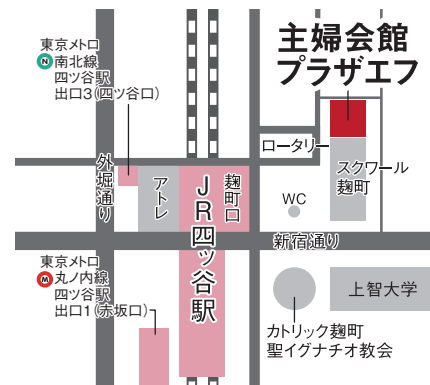 主婦会館
プラザエフ
東京メトロ
N 南北線
四ツ谷駅
出口3(四ツ谷口)
ロータリー
スクワール
麹町
外堀通り
アトレ
JR四ッ谷駅
麹町口
WC
新宿通り
東京メトロ
M 丸ノ内線
四ツ谷駅
出口1(赤坂口)
上智大学
カトリック麹町
聖イグナチオ教会